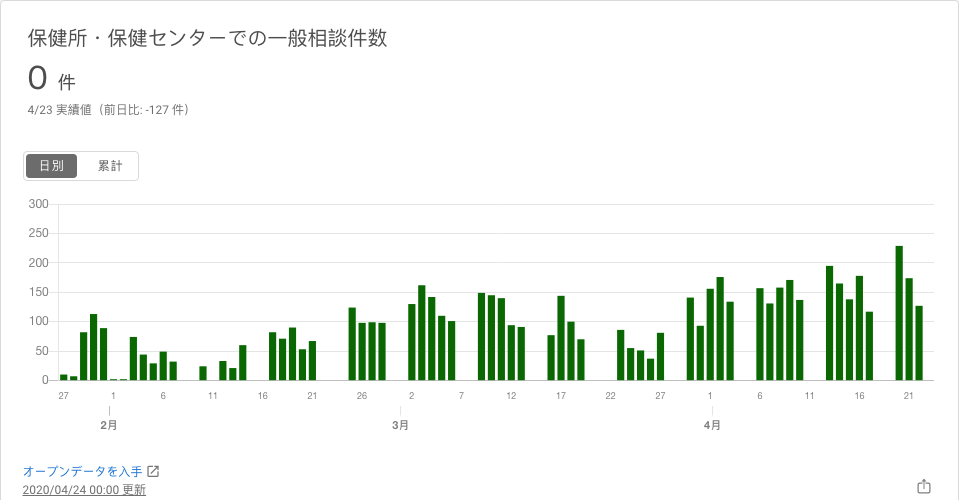 保健所・保健センターでの一般相談件数
0 件
4/23 実績値（前日比: -127 件）
日別 累計
300
250
200
150
100
50
0
27 1 6 11 16 21 26 2 7 12 17 22 27 1 6 11 16 21
2月 3月 4月
オープンデータを入手
2020/04/24 00:00 更新